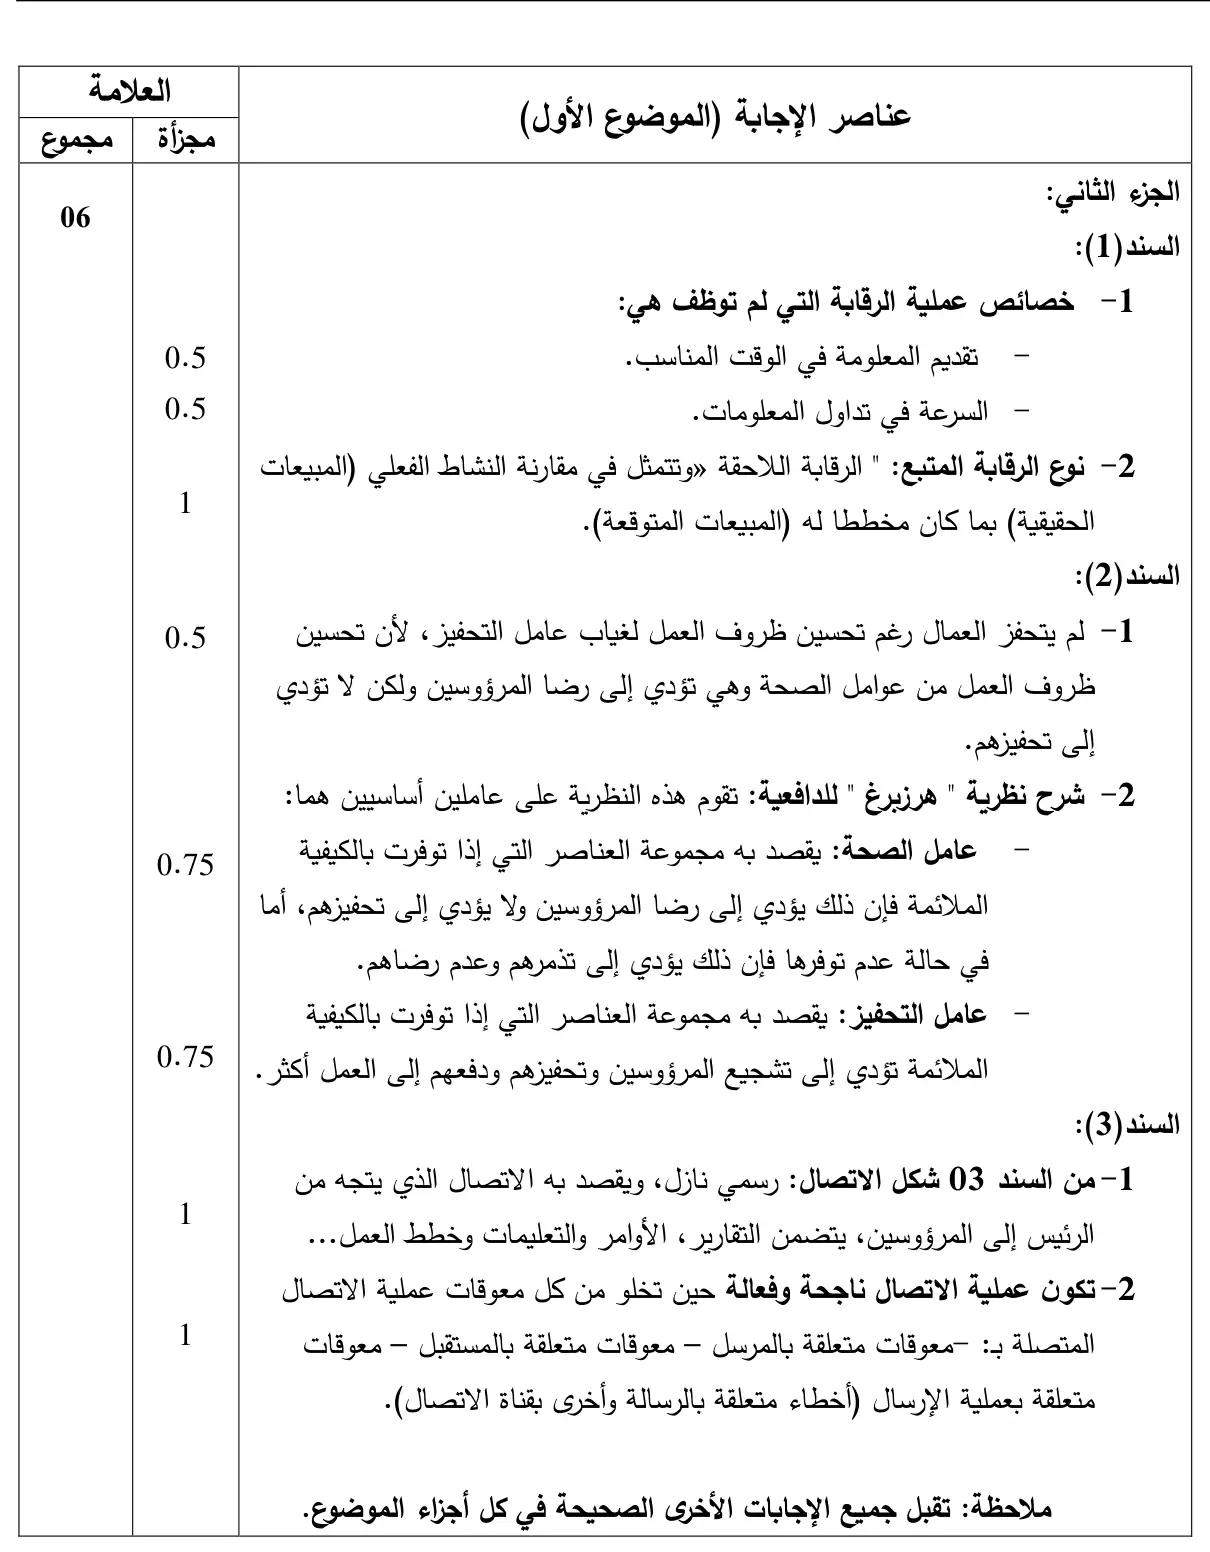 العلامة
عناصر الإجابة (الموضوع الأول)
مجموع
مجزأة
الجزء الثاني:
06
السند(1):
1- خصائص عملية الرقابة التي لم توظف هي:
- تقديم المعلومة في الوقت المناسب.
0.5
- السرعة في تداول المعلومات.
0.5
2- نوع الرقابة المتبع: " الرقابة اللاحقة «وتتمثل في مقارنة النشاط الفعلي (المبيعات
1
الحقيقية) بما كان مخططا له (المبيعات المتوقعة).
السند(2):
1- لم يتحفز العمال رغم تحسين ظروف العمل لغياب عامل التحفيز، لأن تحسين
0.5
ظروف العمل من عوامل الصحة وهي تؤدي إلى رضا المرؤوسين ولكن لا تؤدي
إلى تحفيزهم.
2- شرح نظرية " هرزبرغ " للدافعية: تقوم هذه النظرية على عاملين أساسيين هما:
- عامل الصحة: يقصد به مجموعة العناصر التي إذا توفرت بالكيفية
0.75
الملائمة فإن ذلك يؤدي إلى رضا المرؤوسين ولا يؤدي إلى تحفيزهم، أما
في حالة عدم توفرها فإن ذلك يؤدي إلى تذمرهم وعدم رضاهم.
- عامل التحفيز: يقصد به مجموعة العناصر التي إذا توفرت بالكيفية
0.75
الملائمة تؤدي إلى تشجيع المرؤوسين وتحفيزهم ودفعهم إلى العمل أكثر.
السند(3):
1- من السند 03 شكل الاتصال: رسمي نازل، ويقصد به الاتصال الذي يتجه من
1
الرئيس إلى المرؤوسين، يتضمن التقارير، الأوامر والتعليمات وخطط العمل...
2- تكون عملية الاتصال ناجحة وفعالة حين تخلو من كل معوقات عملية الاتصال
1
المتصلة بـ: -معوقات متعلقة بالمرسل – معوقات متعلقة بالمستقبل – معوقات
متعلقة بعملية الإرسال (أخطاء متعلقة بالرسالة وأخرى بقناة الاتصال).
ملاحظة: تقبل جميع الإجابات الأخرى الصحيحة في كل أجزاء الموضوع.